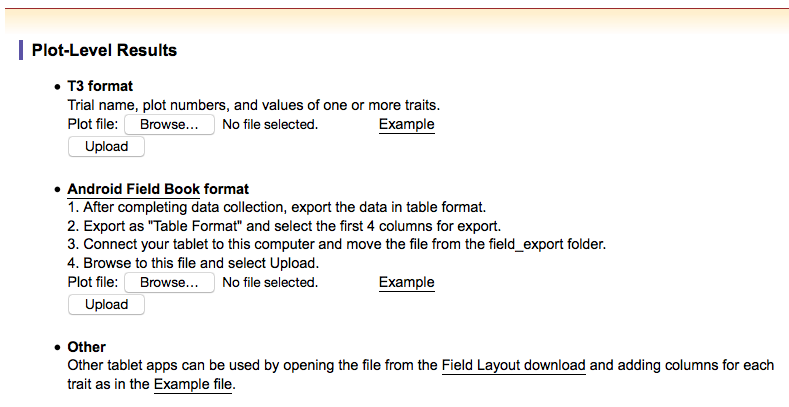 Plot-Level Results
• T3 format
Trial name, plot numbers, and values of one or more traits.
Plot file: Browse... No file selected. Example
Upload
• Android Field Book format
1. After completing data collection, export the data in table format.
2. Export as "Table Format" and select the first 4 columns for export.
3. Connect your tablet to this computer and move the file from the field_export folder.
4. Browse to this file and select Upload.
Plot file: Browse... No file selected. Example
Upload
• Other
Other tablet apps can be used by opening the file from the Field Layout download and adding columns for each
trait as in the Example file.